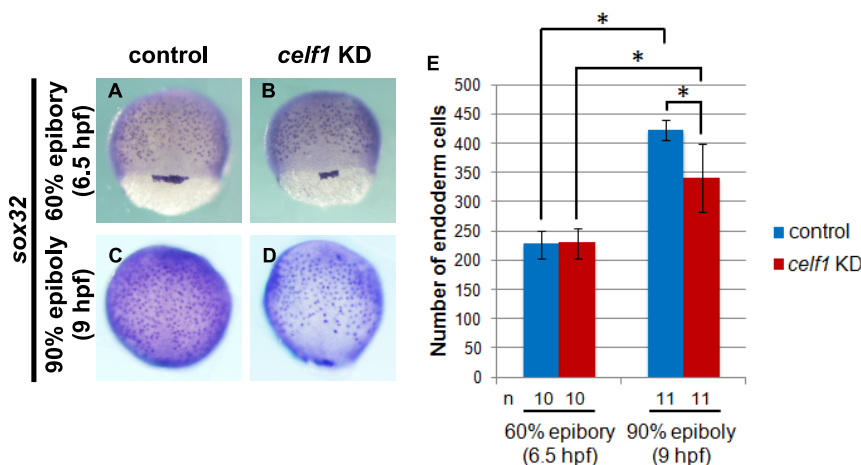 control
celf1 KD
sox32
60% epibory
(6.5 hpf)
90% epiboly
(9 hpf)
A
B
C
D
E
Number of endoderm cells
500
450
400
350
300
250
200
150
100
50
0
*
*
*
control
celf1 KD
n 10 10 11 11
60% epibory
(6.5 hpf)
90% epiboly
(9 hpf)